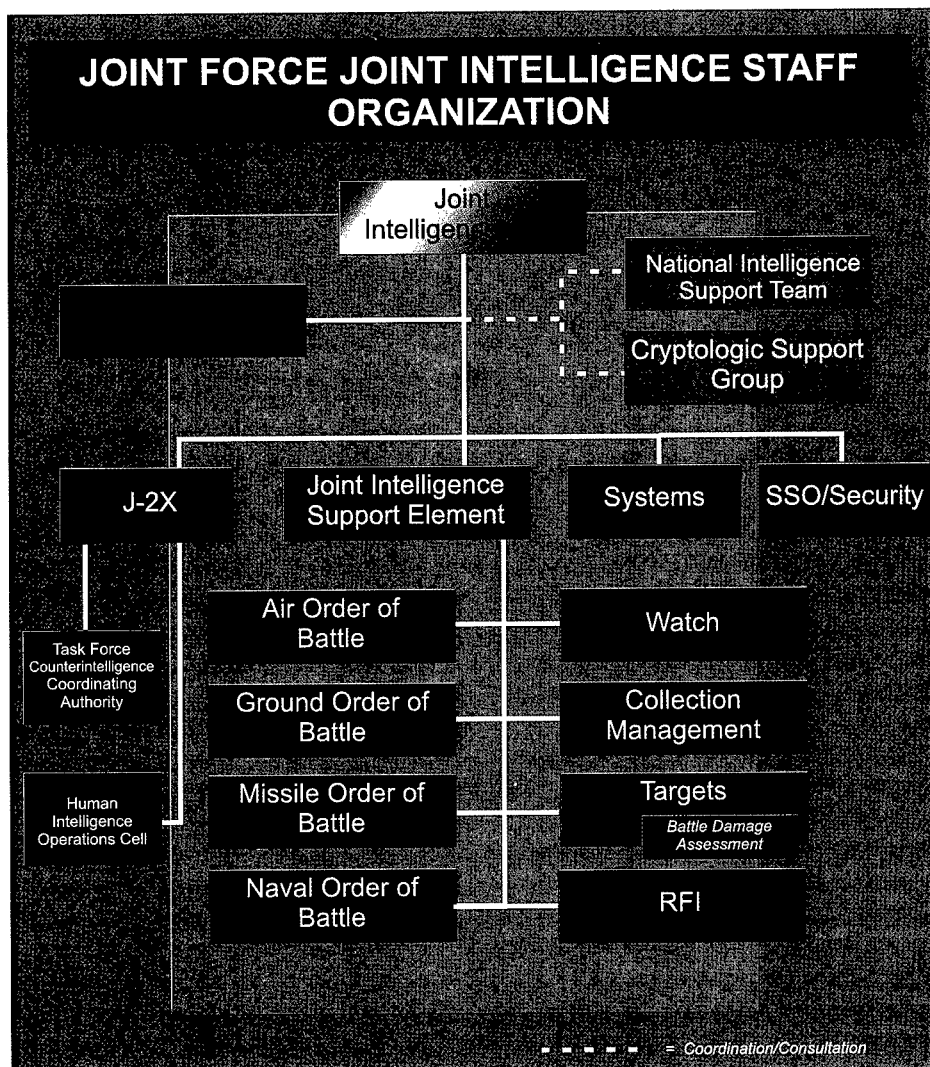 JOINT FORCE JOINT INTELLIGENCE STAFF
ORGANIZATION
Joint
Intelligence
National Intelligence
Support Team
Cryptologic Support
Group
J-2X
Joint Intelligence
Support Element
Systems
SSO/Security
Task Force
Counterintelligence
Coordinating
Authority
Human
Intelligence
Operations Cell
Air Order of
Battle
Watch
Ground Order of
Battle
Collection
Management
Missile Order of
Battle
Targets
Battle Damage
Assessment
Naval Order of
Battle
RFI
= Coordination/Consultation